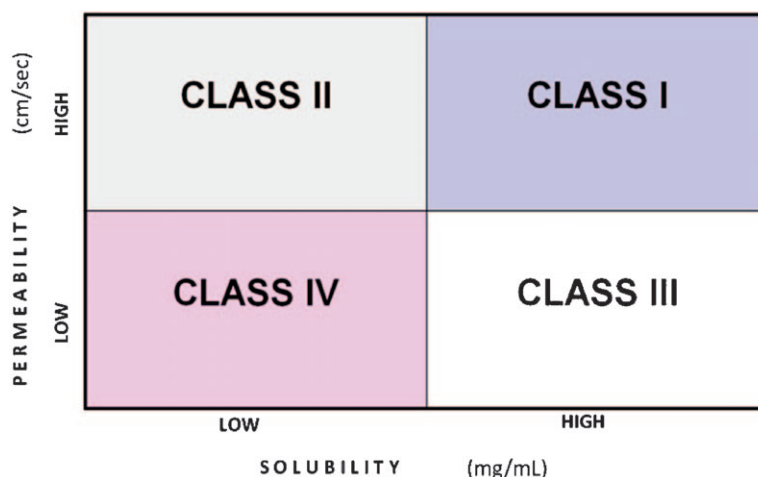 (cm/sec)
HIGH
CLASS II
CLASS I
PERMEABILITY
LOW
CLASS IV
CLASS III
LOW
HIGH
SOLUBILITY (mg/mL)